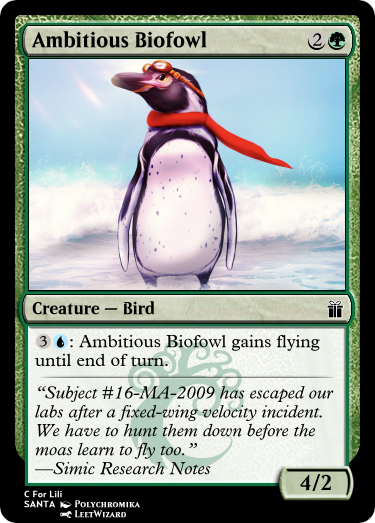 Ambitious Biofowl 2
Creature — Bird
3: Ambitious Biofowl gains flying
until end of turn.
“Subject #16-MA-2009 has escaped our
labs after a fixed-wing velocity incident.
We have to hunt them down before the
moas learn to fly too.”
—Simic Research Notes
4/2
C For Lili
SANTA Polychromika
LeetWizard